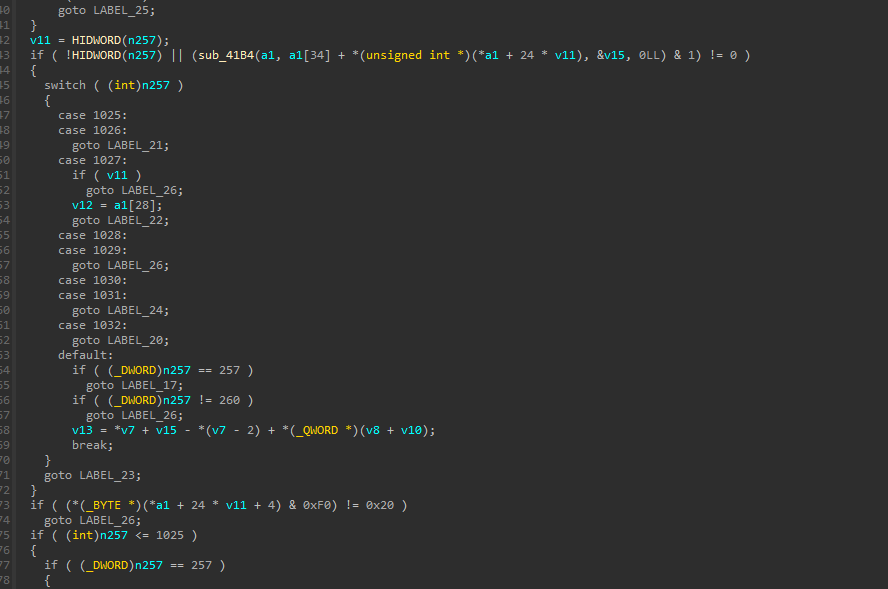 40 goto LABEL_25;
41 }
42 v11 = HIDWORD(n257);
43 if ( !HIDWORD(n257) || (sub_41B4(a1, a1[34] + *(unsigned int *)(*a1 + 24 * v11), &v15, 0LL) & 1) != 0 )
44 {
45 switch ( (int)n257 )
46 {
47 case 1025:
48 case 1026:
49 goto LABEL_21;
50 case 1027:
51 if ( v11 )
52 goto LABEL_26;
53 v12 = a1[28];
54 goto LABEL_22;
55 case 1028:
56 case 1029:
57 goto LABEL_26;
58 case 1030:
59 case 1031:
60 goto LABEL_24;
61 case 1032:
62 goto LABEL_20;
63 default:
64 if ( (_DWORD)n257 == 257 )
65 goto LABEL_17;
66 if ( (_DWORD)n257 != 260 )
67 goto LABEL_26;
68 v13 = *v7 + v15 - *(v7 - 2) + *(_QWORD *)(v8 + v10);
69 break;
70 }
71 goto LABEL_23;
72 }
73 if ( (*(_BYTE *)(*a1 + 24 * v11 + 4) & 0xF0) != 0x20 )
74 goto LABEL_26;
75 if ( (int)n257 <= 1025 )
76 {
77 if ( (_DWORD)n257 == 257 )
78 {